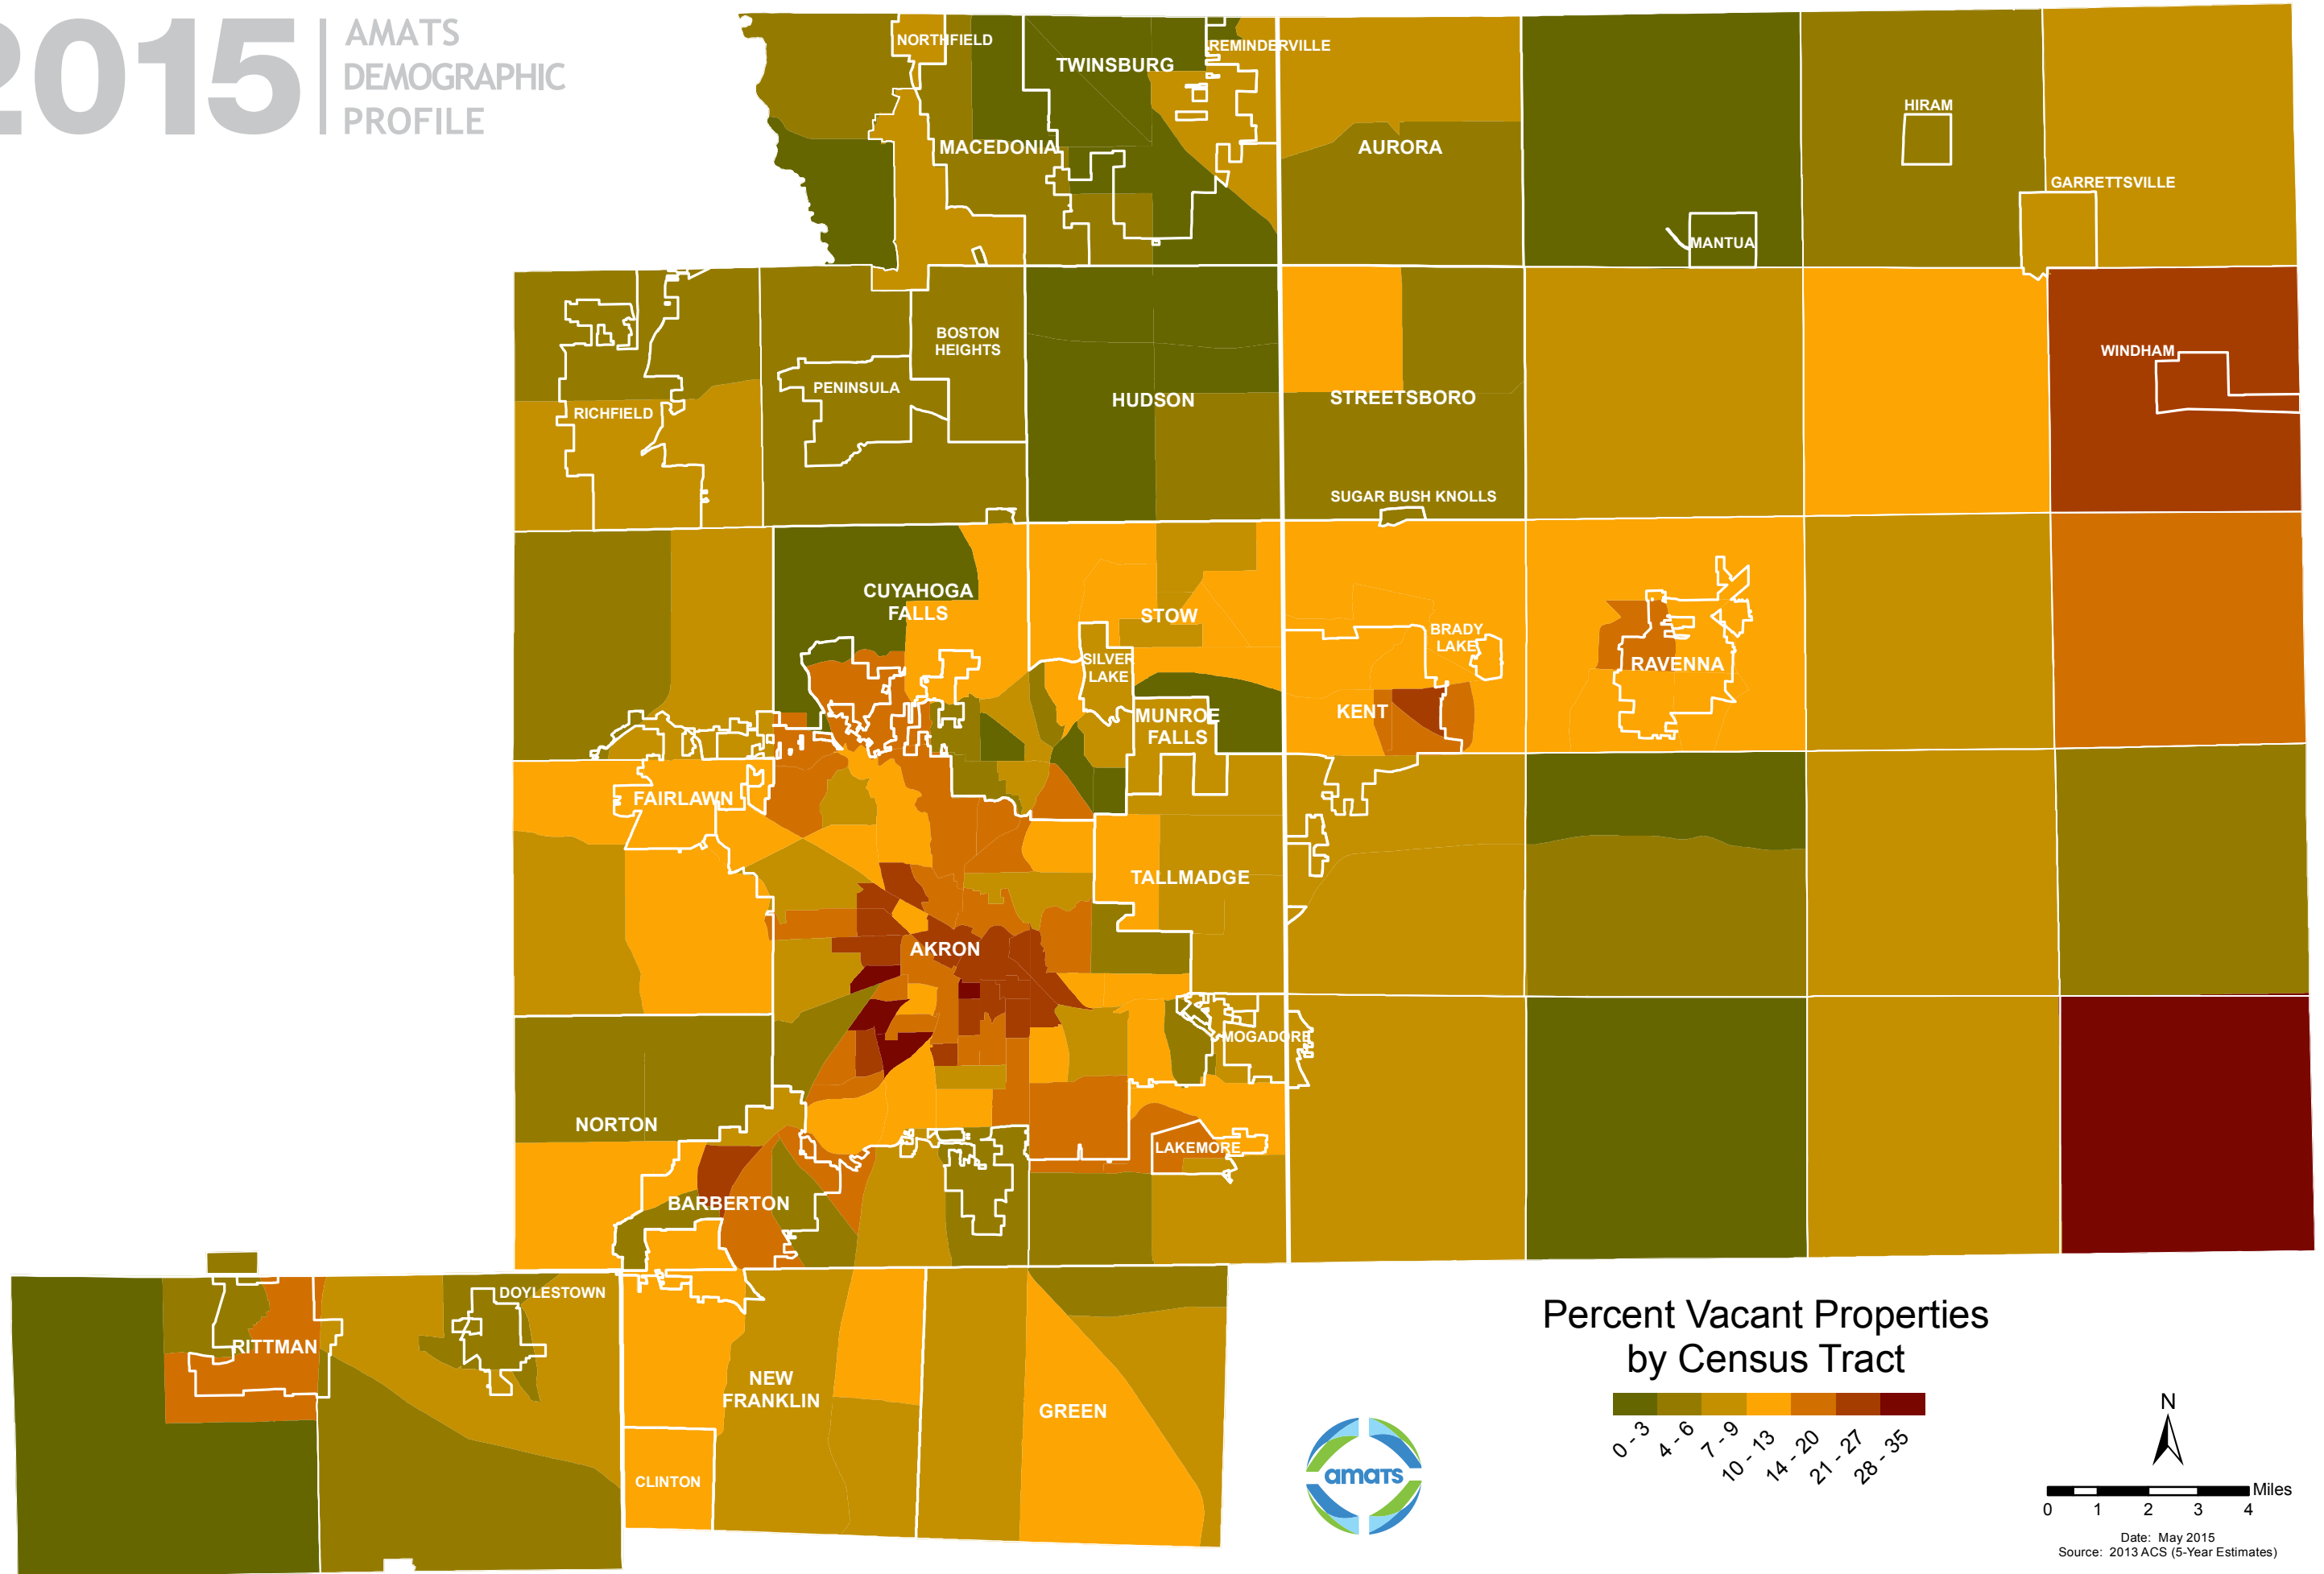 2015
AMATS
DEMOGRAPHIC
PROFILE
NORTHFIELD
REMINDERVILLE
TWINSBURG
HIRAM
MACEDONIA
AURORA
GARRETTSVILLE
MANTUA
BOSTON
HEIGHTS
WINDHAM
PENINSULA
HUDSON
STREETSBORO
RICHFIELD
SUGAR BUSH KNOLLS
CUYAHOGA
FALLS
STOW
BRADY
LAKE
SILVER
LAKE
RAVENNA
MUNROE
FALLS
KENT
FAIRLAWN
TALLMADGE
AKRON
MOGADORE
NORTON
LAKEMORE
BARBERTON
DOYLESTOWN
RITTMAN
NEW
FRANKLIN
GREEN
CLINTON
Percent Vacant Properties
by Census Tract
0 - 3
4 - 6
7 - 9
10 - 13
14 - 20
21 - 27
28 - 35
amats
N
Miles
0 1 2 3 4
Date: May 2015
Source: 2013 ACS (5-Year Estimates)